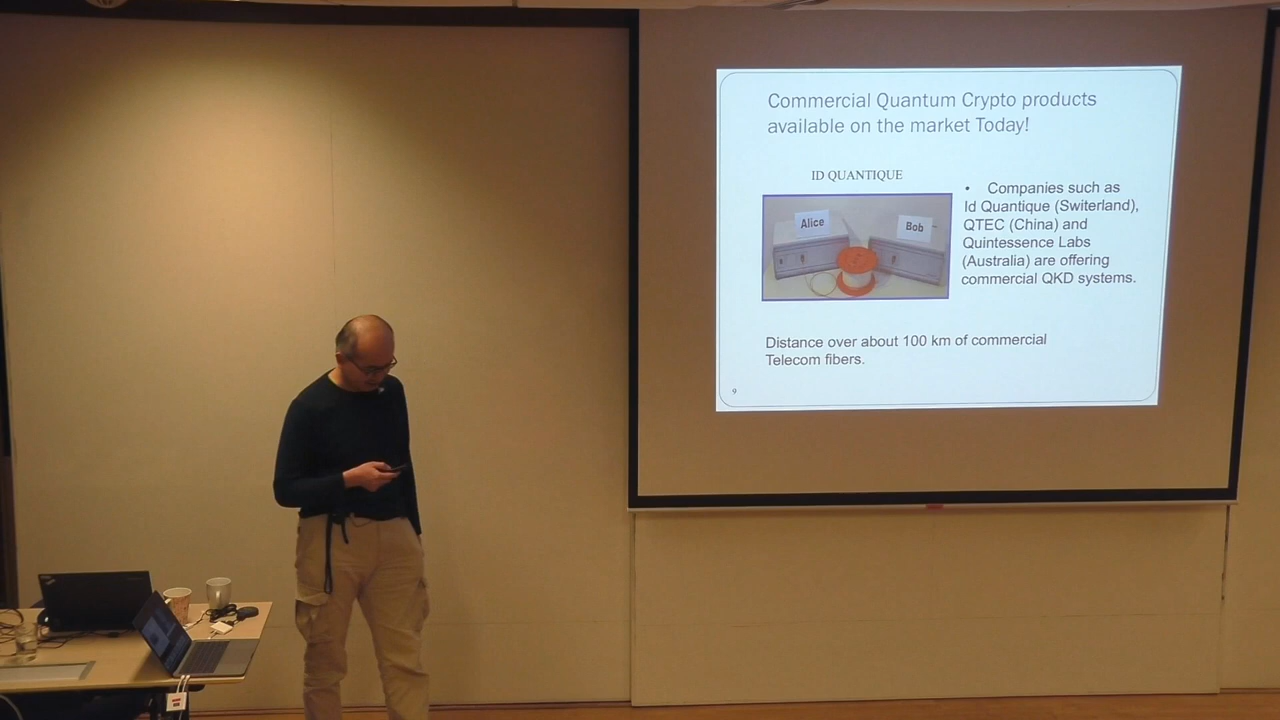 Commercial Quantum Crypto products
available on the market Today!
ID QUANTIQUE
Alice
Bob
• Companies such as
Id Quantique (Switerland),
QTEC (China) and
Quintessence Labs
(Australia) are offering
commercial QKD systems.
Distance over about 100 km of commercial
Telecom fibers.
9